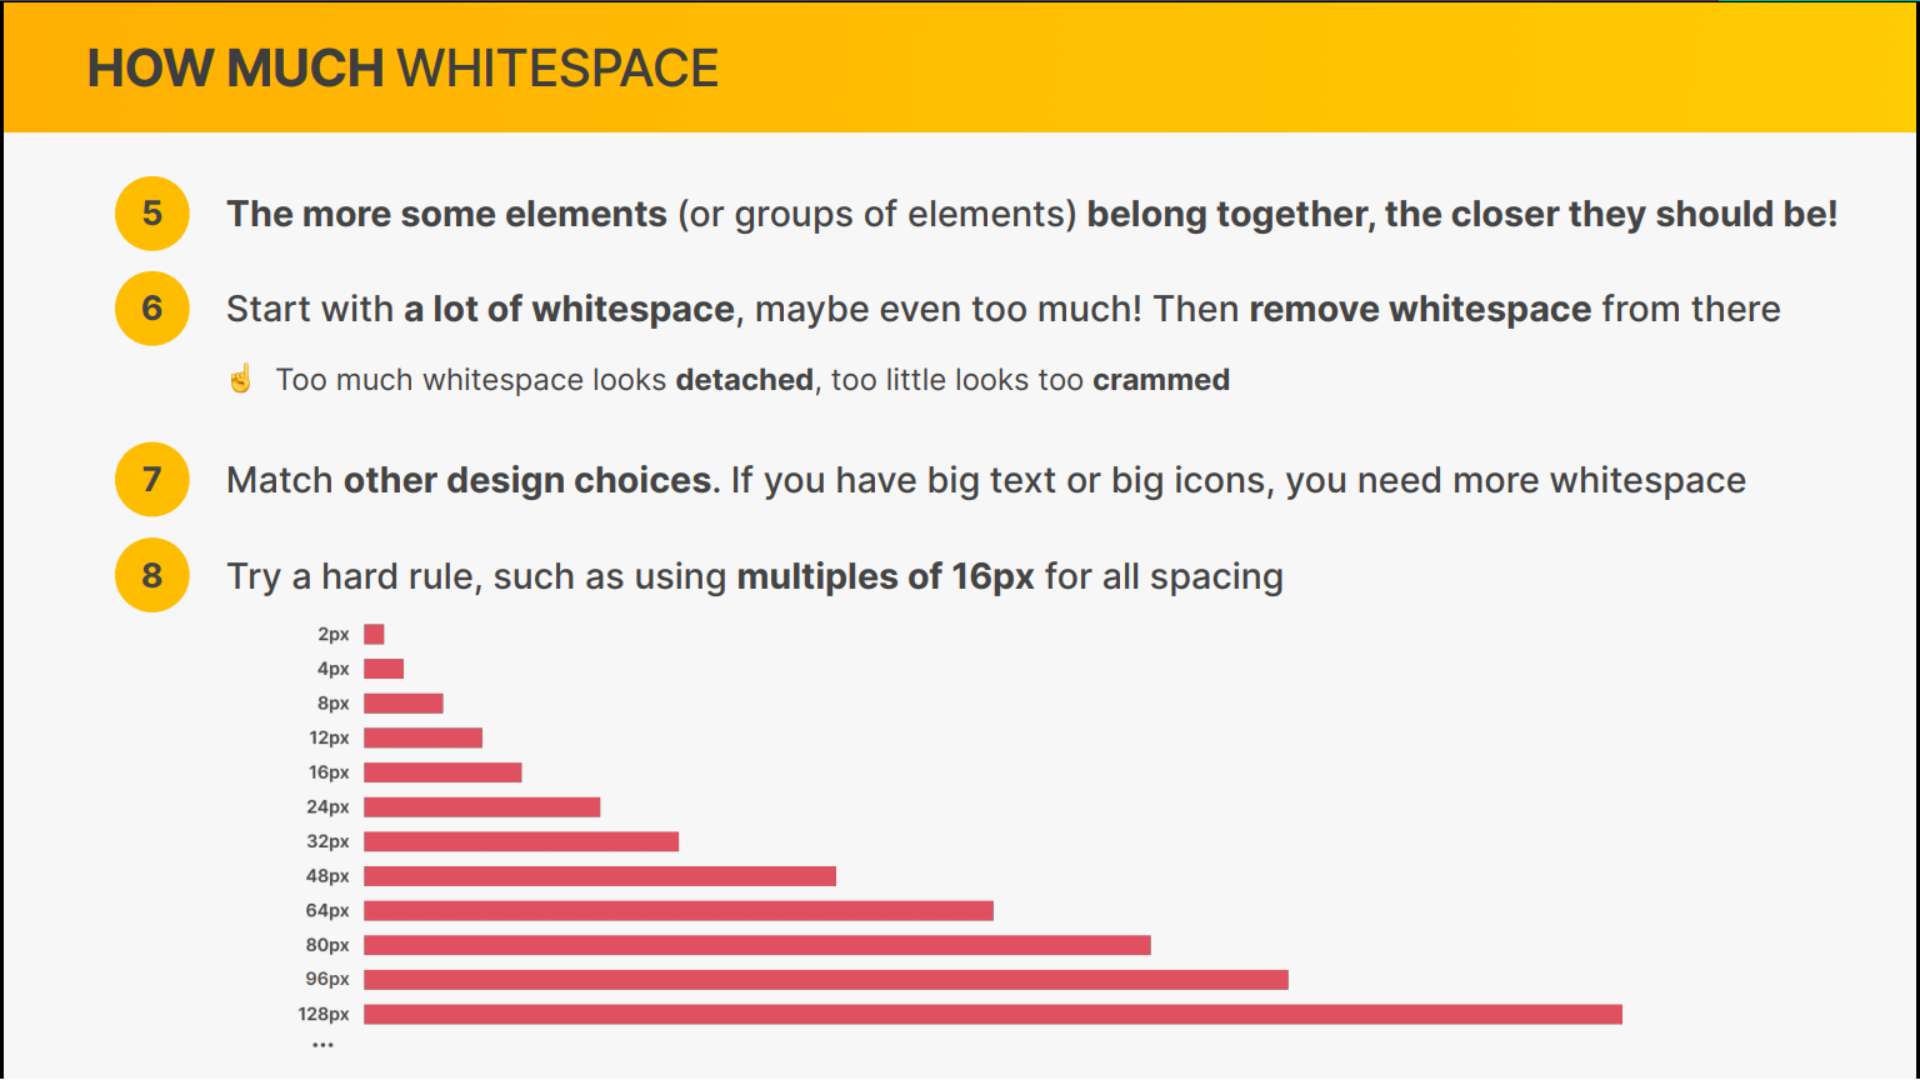 HOW MUCH WHITESPACE
5 The more some elements (or groups of elements) belong together, the closer they should be!
6 Start with a lot of whitespace, maybe even too much! Then remove whitespace from there
☝ Too much whitespace looks detached, too little looks too crammed
7 Match other design choices. If you have big text or big icons, you need more whitespace
8 Try a hard rule, such as using multiples of 16px for all spacing
2px
4px
8px
12px
16px
24px
32px
48px
64px
80px
96px
128px
...